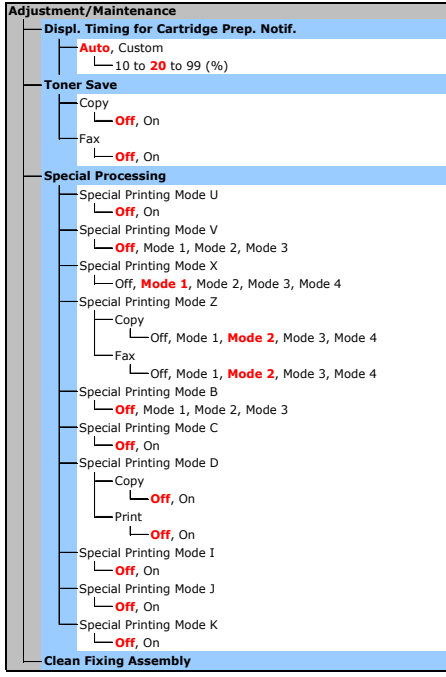 Adjustment/Maintenance
Displ. Timing for Cartridge Prep. Notif.
Auto, Custom
10 to 20 to 99 (%)
Toner Save
Copy
Off, On
Fax
Off, On
Special Processing
Special Printing Mode U
Off, On
Special Printing Mode V
Off, Mode 1, Mode 2, Mode 3
Special Printing Mode X
Off, Mode 1, Mode 2, Mode 3, Mode 4
Special Printing Mode Z
Copy
Off, Mode 1, Mode 2, Mode 3, Mode 4
Fax
Off, Mode 1, Mode 2, Mode 3, Mode 4
Special Printing Mode B
Off, Mode 1, Mode 2, Mode 3
Special Printing Mode C
Off, On
Special Printing Mode D
Copy
Off, On
Print
Off, On
Special Printing Mode I
Off, On
Special Printing Mode J
Off, On
Special Printing Mode K
Off, On
Clean Fixing Assembly